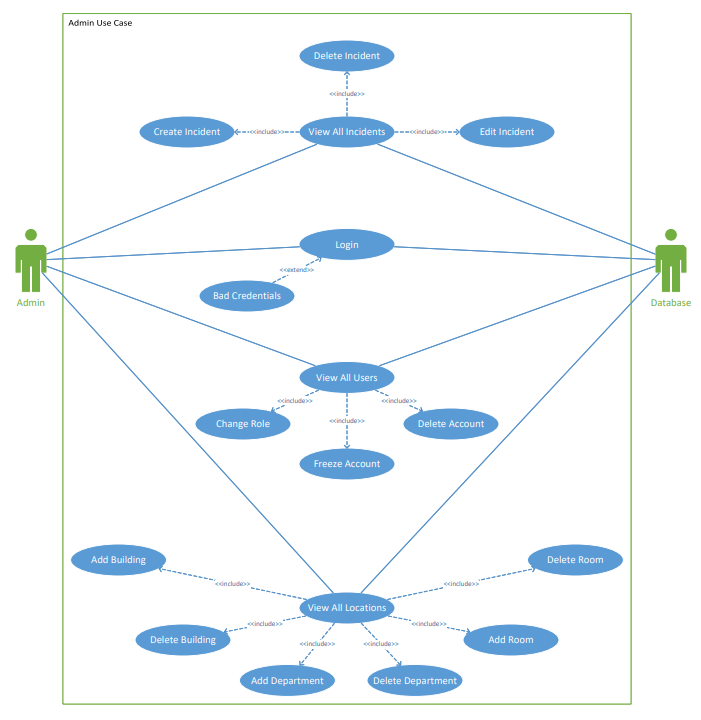 Admin Use Case
Delete Incident
<<include>>
Create Incident
<<include>>
View All Incidents
<<include>>
Edit Incident
Login
<<extend>>
Bad Credentials
Admin
Database
View All Users
<<include>>
<<include>>
<<include>>
Change Role
Delete Account
Freeze Account
Add Building
Delete Room
<<include>>
<<include>>
View All Locations
<<include>>
<<include>>
Delete Building
<<include>>
<<include>>
Add Room
Add Department
Delete Department